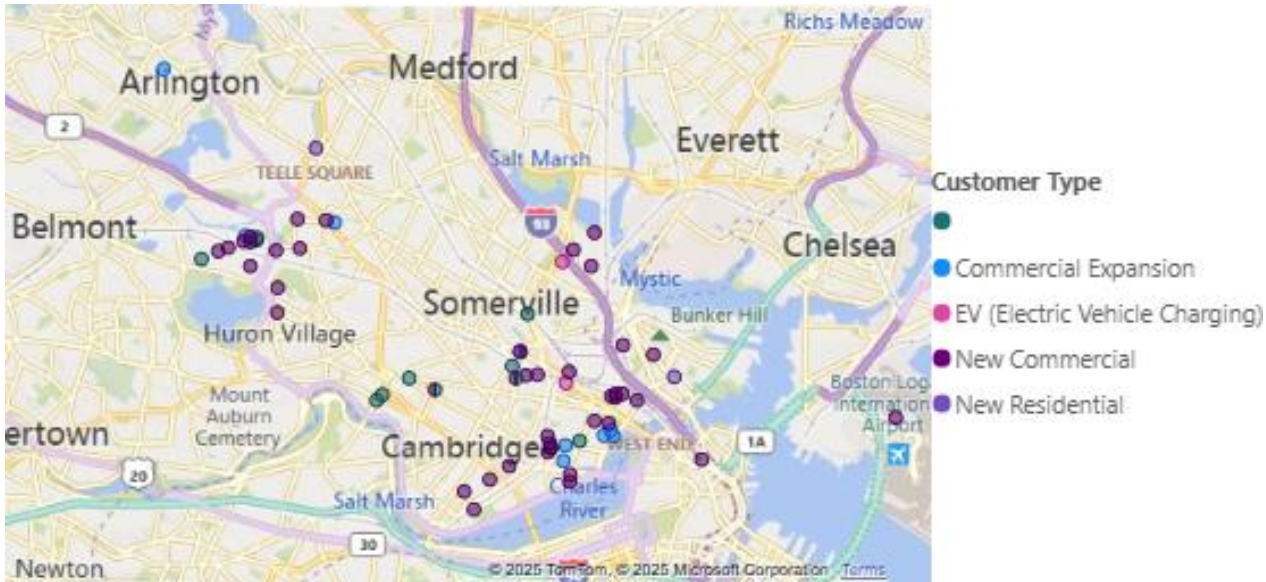 Richs Meadow
Myst
Arlington
Medford
2
Everett
Salt Marsh
TEELE SQUARE
93
Belmont
Chelsea
Mystic
Somerville
Bunker Hill
Huron Village
Mount
Auburn
Cemetery
Boston Log
International
Airport
ertown
Cambridge
WEST END
1A
20
Salt Marsh
Charles
River
30
Newton
© 2025 TomTom, © 2025 Microsoft Corporation Terms
Customer Type
Commercial Expansion
EV (Electric Vehicle Charging)
New Commercial
New Residential